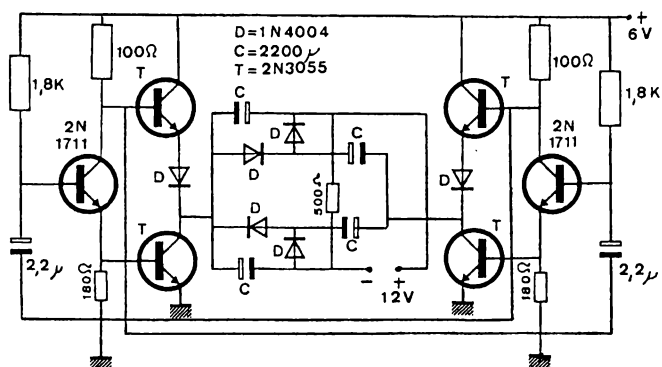 D=1N4004
C=2200µ
T=2N3055
+
6V
100Ω
T
1,8K
2N
1711
C
D
D
C
D
500Ω
D
D
C
C
T
2,2µ
180Ω
- +
12V
T
100Ω
1,8K
2N
1711
D
T
180Ω
2,2µ